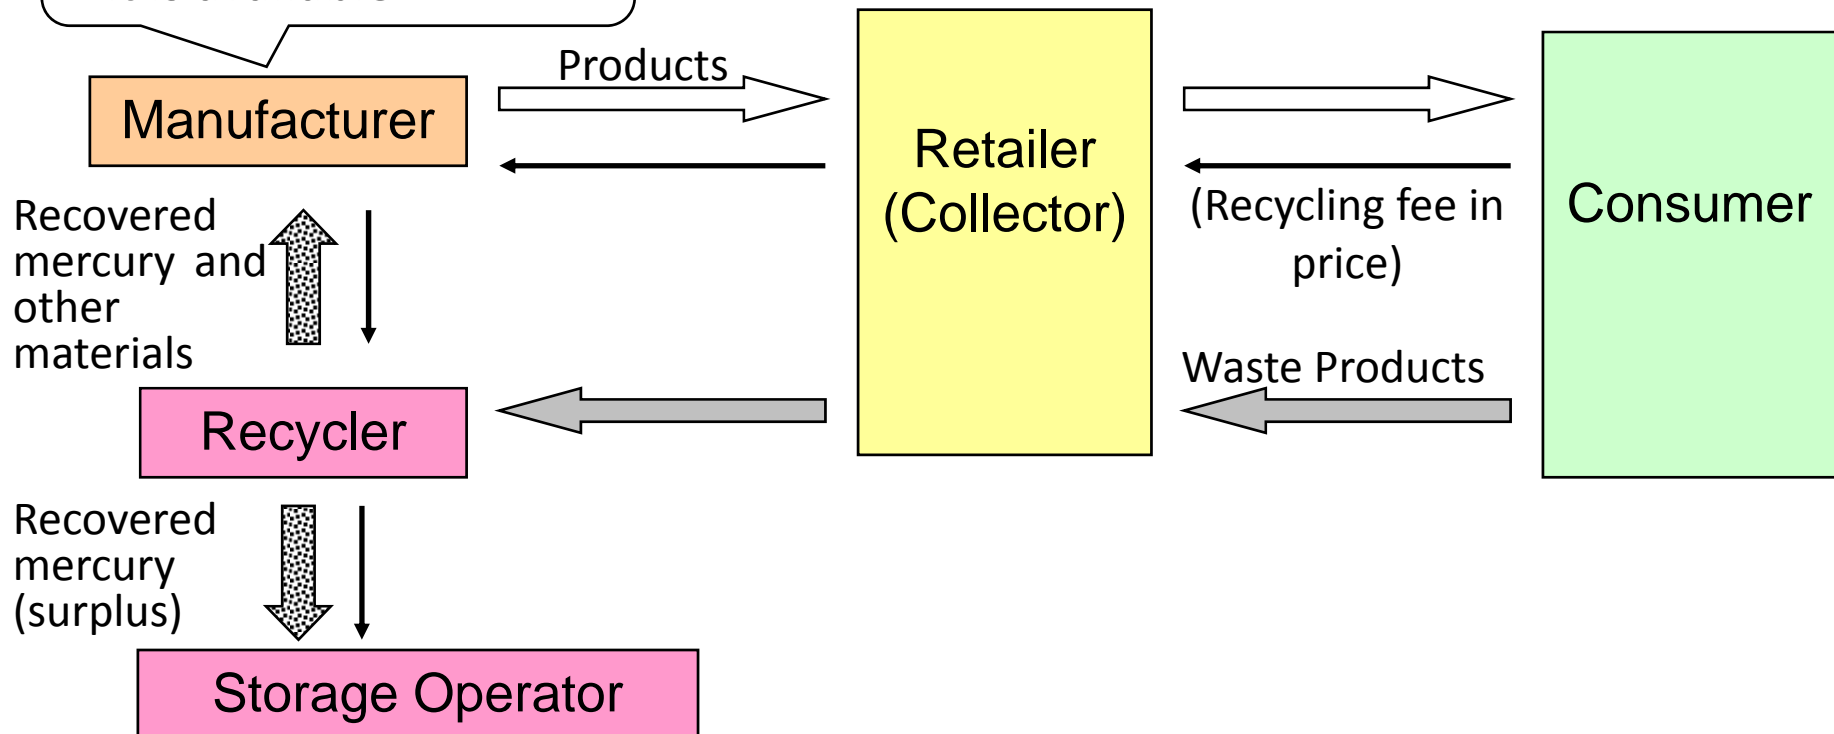 Products
Manufacturer
Retailer
(Collector)
(Recycling fee in
price)
Consumer
Recovered
mercury and
other
materials
Waste Products
Recycler
Recovered
mercury
(surplus)
Storage Operator